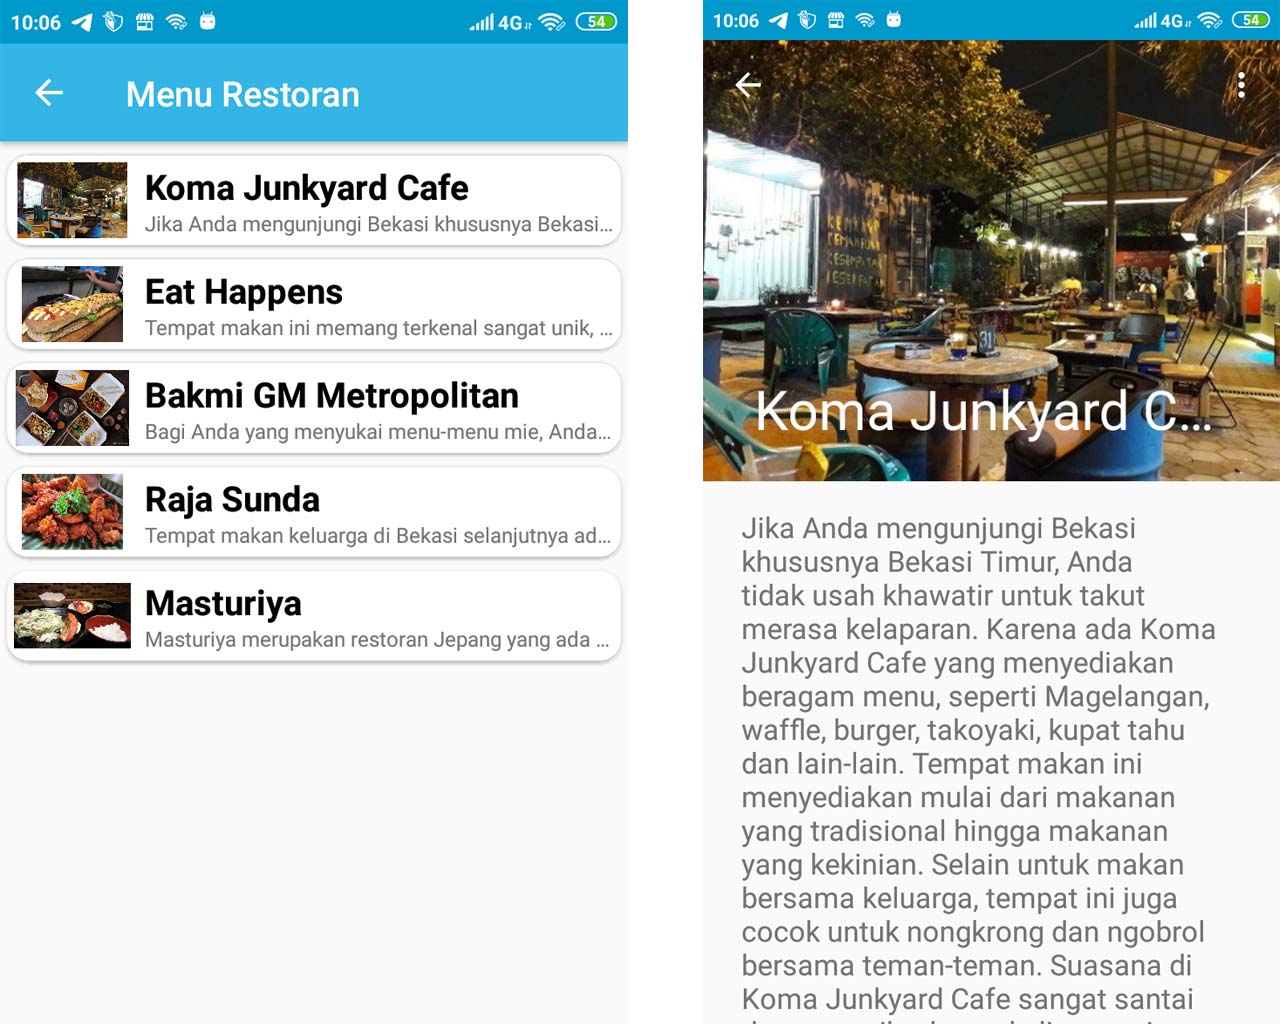 10:06 4G 54
Menu Restoran
Koma Junkyard Cafe
Jika Anda mengunjungi Bekasi khususnya Bekasi...
Eat Happens
Tempat makan ini memang terkenal sangat unik, ...
Bakmi GM Metropolitan
Bagi Anda yang menyukai menu-menu mie, Anda...
Raja Sunda
Tempat makan keluarga di Bekasi selanjutnya ad...
Masturiya
Masturiya merupakan restoran Jepang yang ada ...
10:06 4G 54
KESEMPATAN
31
Koma Junkyard C...
Jika Anda mengunjungi Bekasi
khususnya Bekasi Timur, Anda
tidak usah khawatir untuk takut
merasa kelaparan. Karena ada Koma
Junkyard Cafe yang menyediakan
beragam menu, seperti Magelangan,
waffle, burger, takoyaki, kupat tahu
dan lain-lain. Tempat makan ini
menyediakan mulai dari makanan
yang tradisional hingga makanan
yang kekinian. Selain untuk makan
bersama keluarga, tempat ini juga
cocok untuk nongkrong dan ngobrol
bersama teman-teman. Suasana di
Koma Junkyard Cafe sangat santai